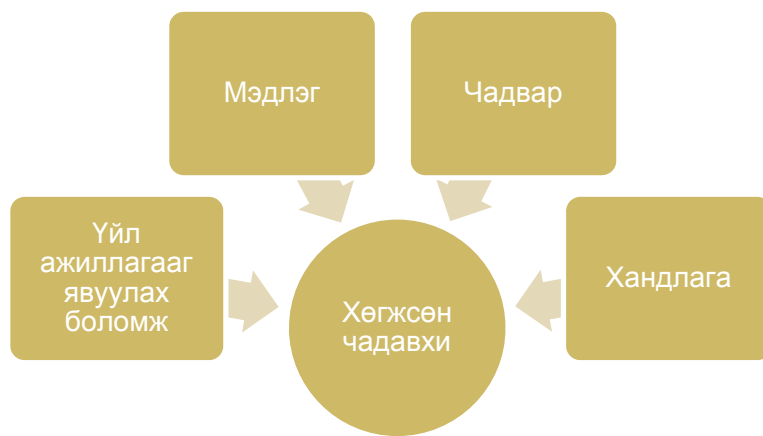 Мэдлэг
Чадвар
Үйл
ажиллагааг
явуулах
боломж
Хандлага
Хөгжсөн
чадавхи